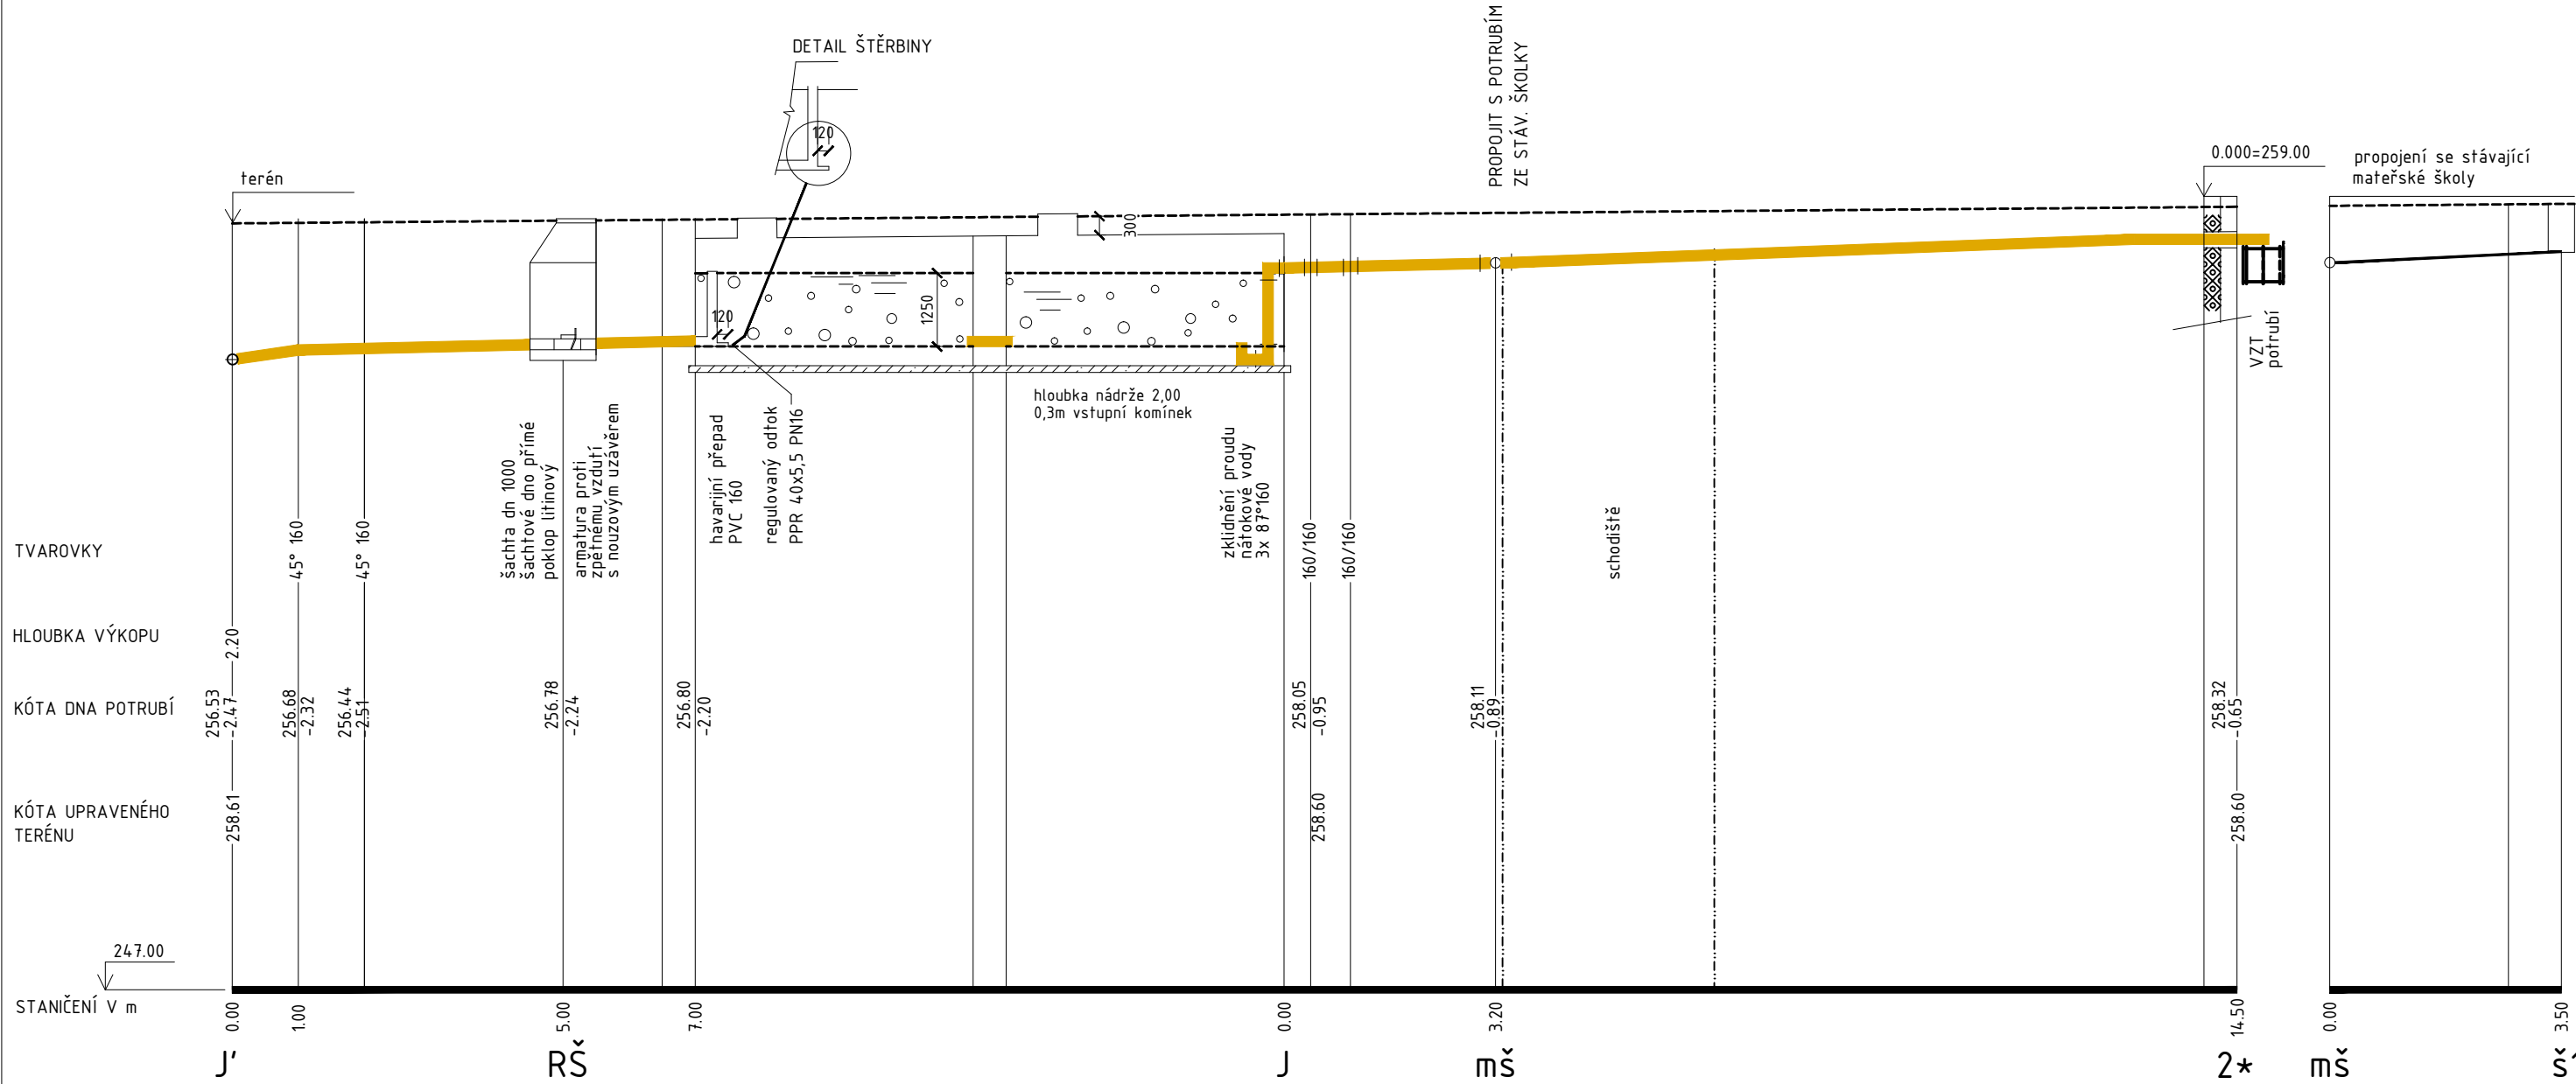 DETAIL ŠTĚRBINY
120
terén
PROPOJIT S POTRUBÍM
ZE STÁV. ŠKOLKY
0.000=259.00
propojení se stávající
mateřské školy
300
1250
120
VZT
potrubí
hloubka nádrže 2,00
0,3m vstupní komínek
šachta dn 1000
šachtové dno přímé
poklop litinový
armatura proti
zpětnému vzdutí
s nouzovým uzávěrem
havarijní přepad
PVC 160
regulovaný odtok
PPR 40x5,5 PN16
zklidnění proudu
nátokové vody
3x 87°160
schodiště
TVAROVKY
45° 160
45° 160
160/160
160/160
HLOUBKA VÝKOPU
2.20
KÓTA DNA POTRUBÍ
256.53
-2.47
256.68
-2.32
256.44
-2.51
256.78
-2.24
256.80
-2.20
258.05
-0.95
258.11
-0.89
258.32
-0.65
KÓTA UPRAVENÉHO
TERÉNU
258.61
258.60
258.60
247.00
STANIČENÍ V m
0.00
1.00
5.00
7.00
0.00
3.20
14.50
0.00
3.50
J'
RŠ
J
mš
2*
mš